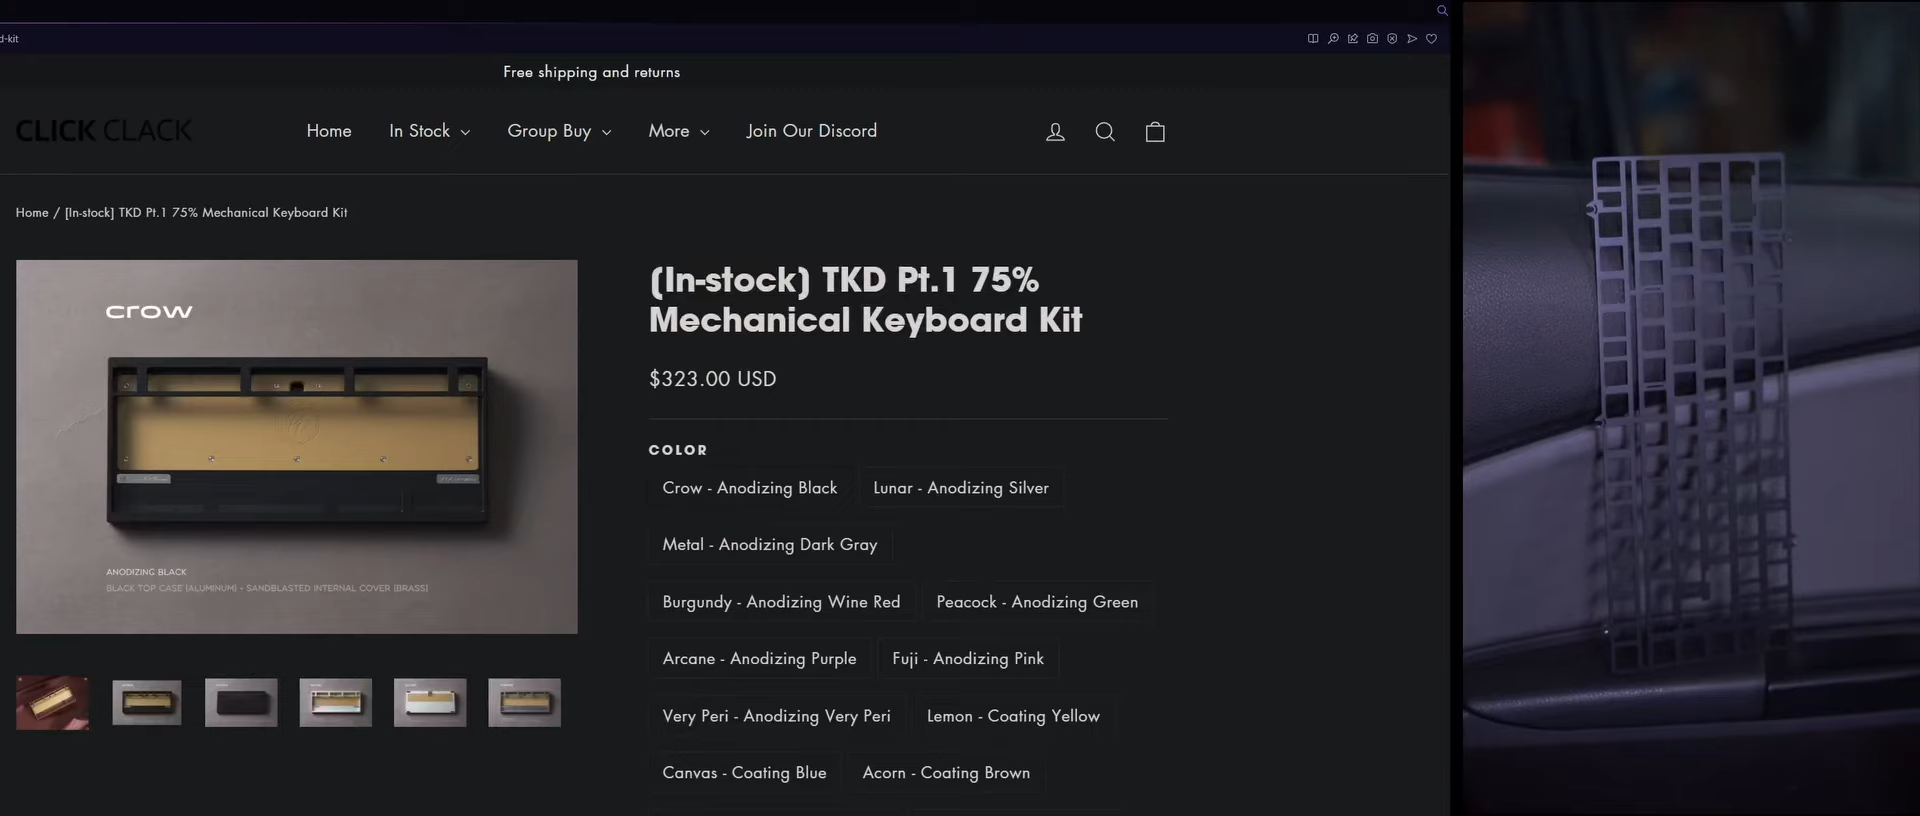 d-kit
Free shipping and returns
CLICK CLACK
Home
In Stock
Group Buy
More
Join Our Discord
Home / [In-stock] TKD Pt.1 75% Mechanical Keyboard Kit
crow
ANODIZING BLACK
BLACK TOP CASE (ALUMINUM) - SANDBLASTED INTERNAL COVER (BRASS)
(In-stock) TKD Pt.1 75%
Mechanical Keyboard Kit
$323.00 USD
COLOR
Crow - Anodizing Black
Lunar - Anodizing Silver
Metal - Anodizing Dark Gray
Burgundy - Anodizing Wine Red
Peacock - Anodizing Green
Arcane - Anodizing Purple
Fuji - Anodizing Pink
Very Peri - Anodizing Very Peri
Lemon - Coating Yellow
Canvas - Coating Blue
Acorn - Coating Brown